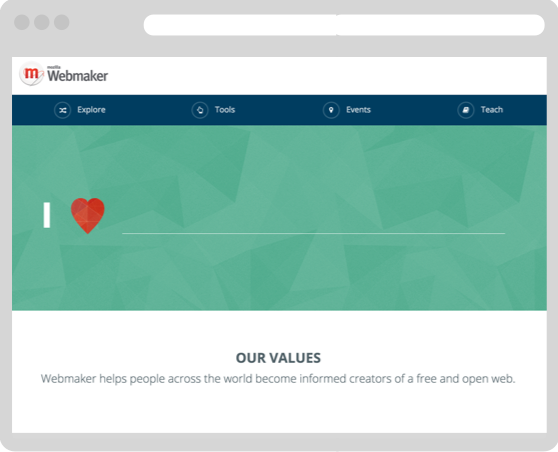 mozilla
Webmaker
Explore Tools Events Teach
I
OUR VALUES
Webmaker helps people across the world become informed creators of a free and open web.